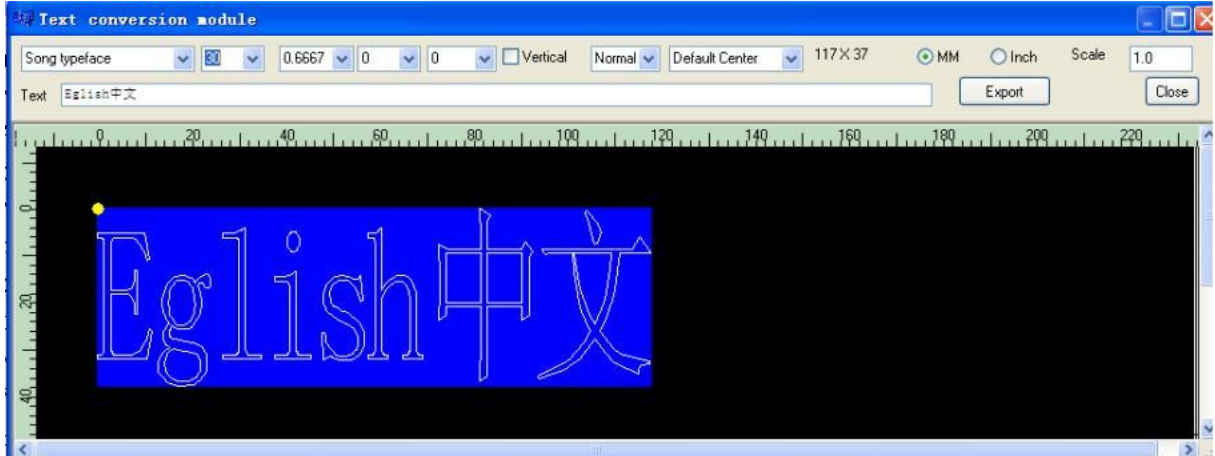 Text conversion module
Song typeface 30 0.6667 0 0 Vertical Normal Default Center 117×37 MM Inch Scale 1.0
Text Eglish中文 Export Close
0 20 40 60 80 100 120 140 160 180 200 220
0
Eglish中文
20
40